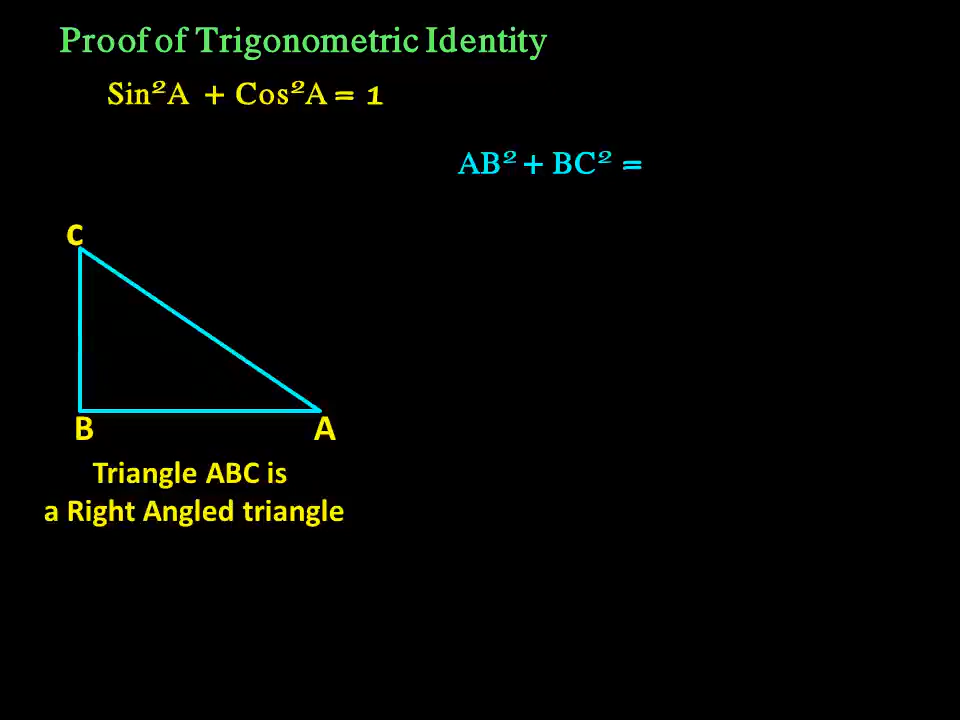 Proof of Trigonometric Identity
Sin²A + Cos²A = 1
AB² + BC² =
C
B A
Triangle ABC is
a Right Angled triangle